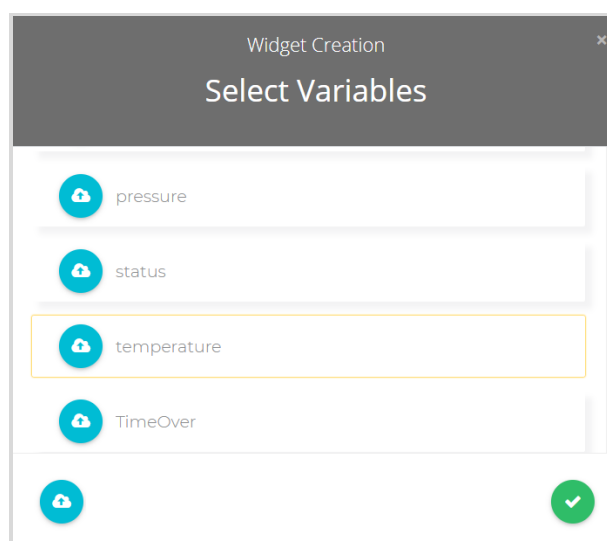 Widget Creation
Select Variables
pressure
status
temperature
TimeOver